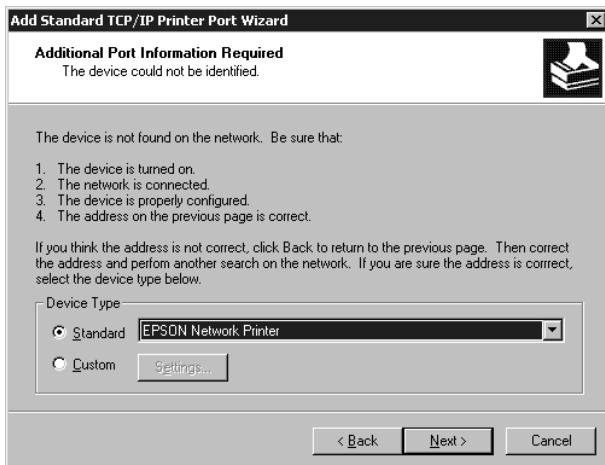 Add Standard TCP/IP Printer Port Wizard
Additional Port Information Required
The device could not be identified.
The device is not found on the network. Be sure that:
1. The device is turned on.
2. The network is connected.
3. The device is properly configured.
4. The address on the previous page is correct.
If you think the address is not correct, click Back to return to the previous page. Then correct
the address and perfom another search on the network. If you are sure the address is corrrect,
select the device type below.
Device Type
Standard EPSON Network Printer
Custom Settings...
< Back Next > Cancel